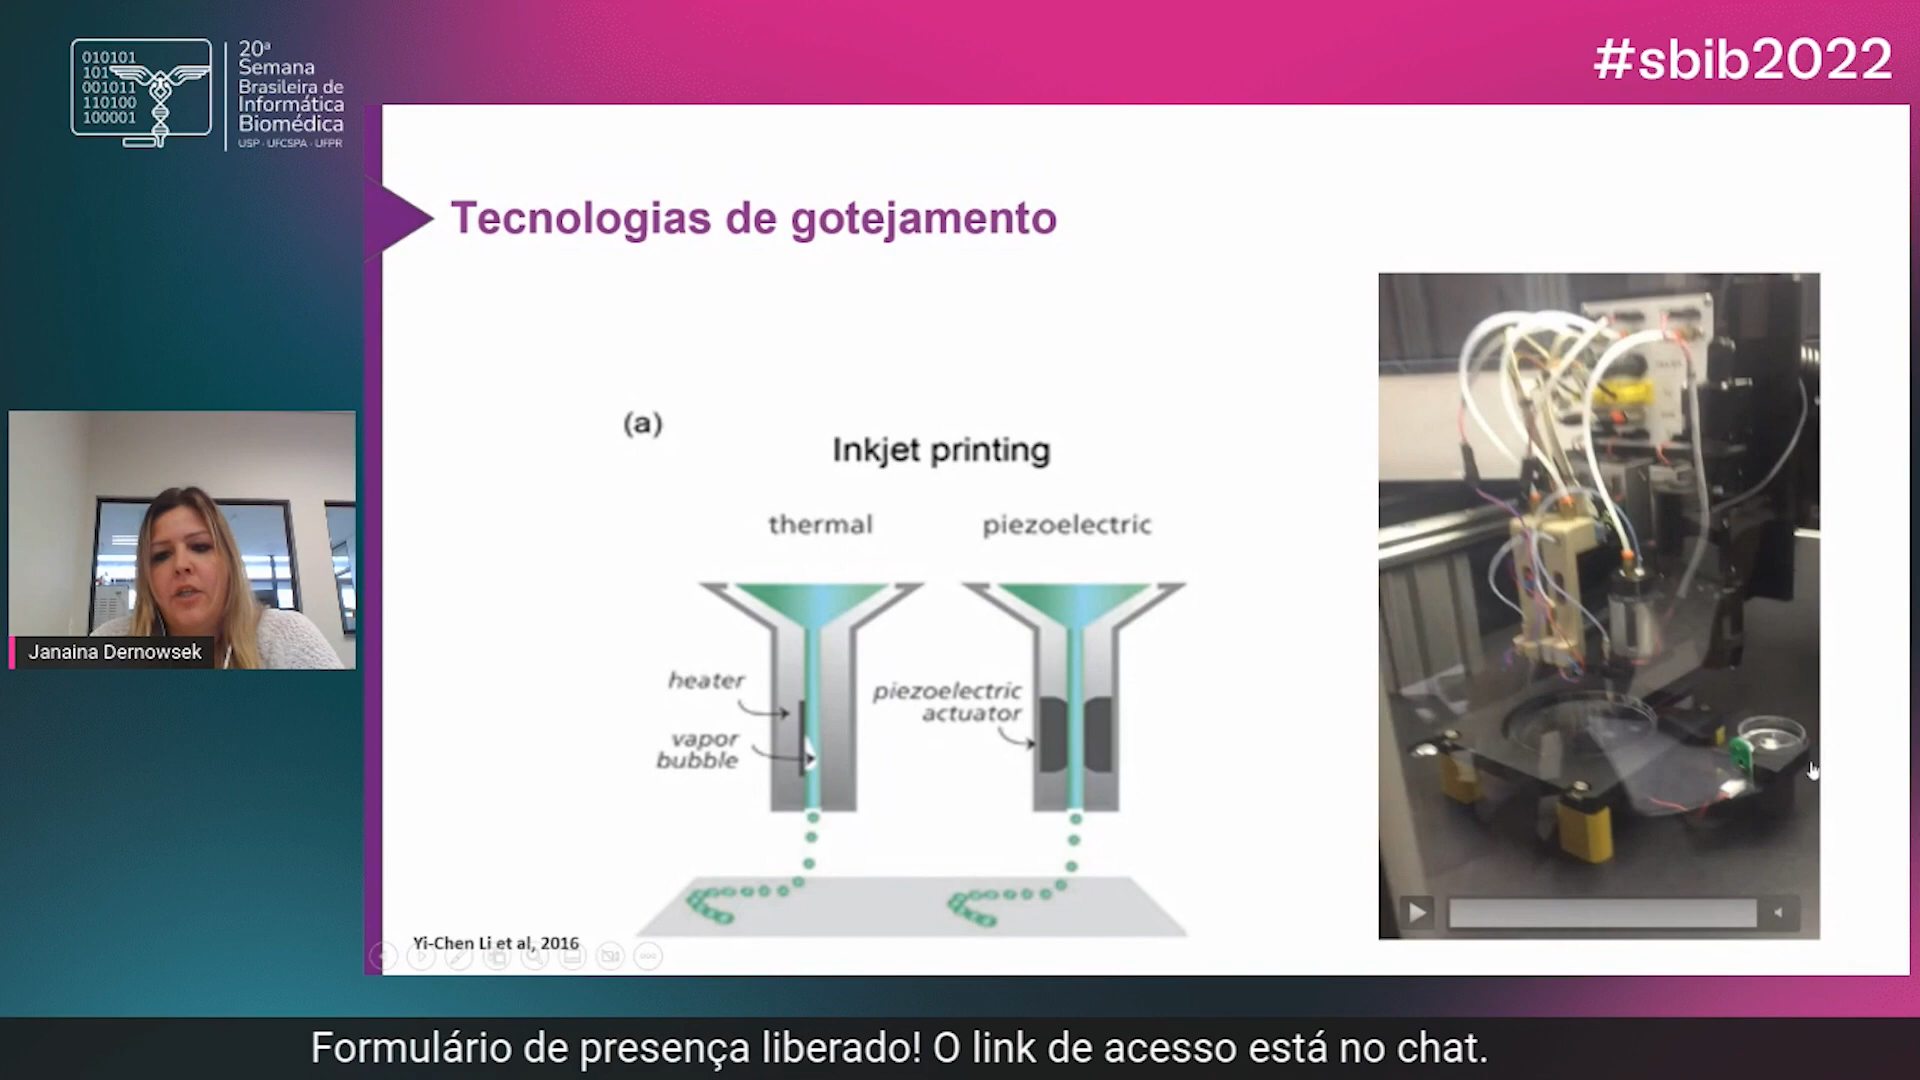 010101
101
001011
110100
100001
20ª
Semana
Brasileira de
Informática
Biomédica
USP · UFCSPA · UFPR
#sbib2022
Tecnologias de gotejamento
(a)
Inkjet printing
thermal
piezoelectric
heater
vapor
bubble
piezoelectric
actuator
Yi-Chen Li et al, 2016
Janaina Dernowsek
Formulário de presença liberado! O link de acesso está no chat.